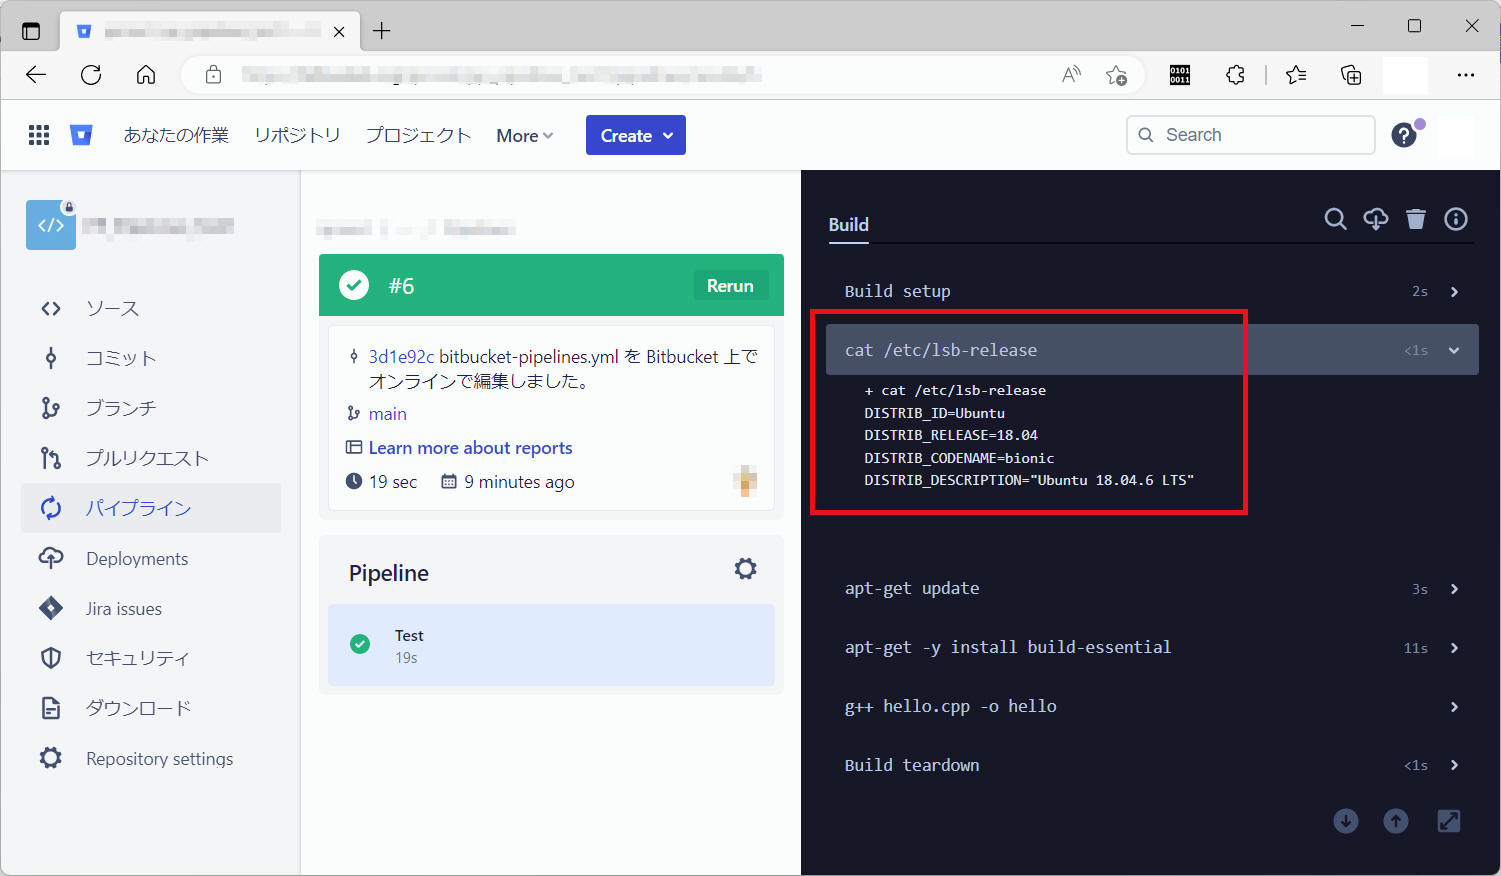 あなたの作業 リポジトリ プロジェクト More Create Search ?
</>
ソース
コミット
ブランチ
プルリクエスト
パイプライン
Deployments
Jira issues
セキュリティ
ダウンロード
Repository settings
#6 Rerun
3d1e92c bitbucket-pipelines.yml を Bitbucket 上で
オンラインで編集しました。
main
Learn more about reports
19 sec 9 minutes ago
Pipeline
Test
19s
Build
Build setup 2s
cat /etc/lsb-release <1s
+ cat /etc/lsb-release
DISTRIB_ID=Ubuntu
DISTRIB_RELEASE=18.04
DISTRIB_CODENAME=bionic
DISTRIB_DESCRIPTION="Ubuntu 18.04.6 LTS"
apt-get update 3s
apt-get -y install build-essential 11s
g++ hello.cpp -o hello
Build teardown <1s